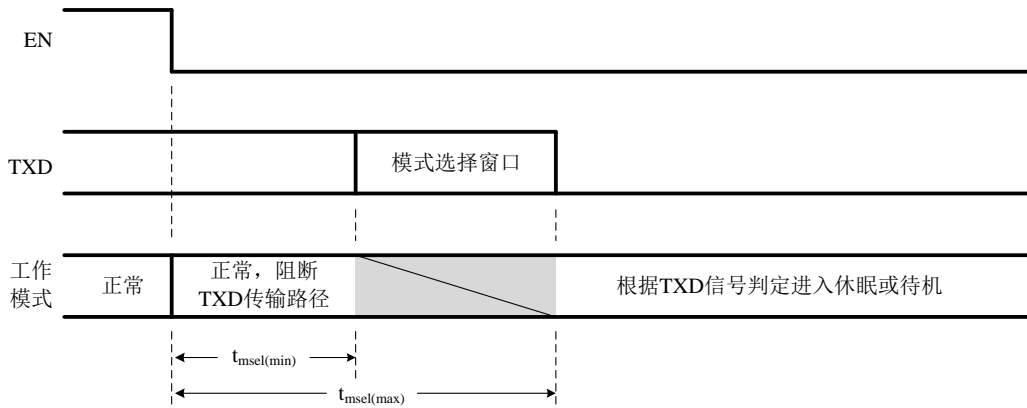 EN
TXD
模式选择窗口
工作
模式
正常
正常，阻断
TXD传输路径
根据TXD信号判定进入休眠或待机
tmsel(min)
tmsel(max)